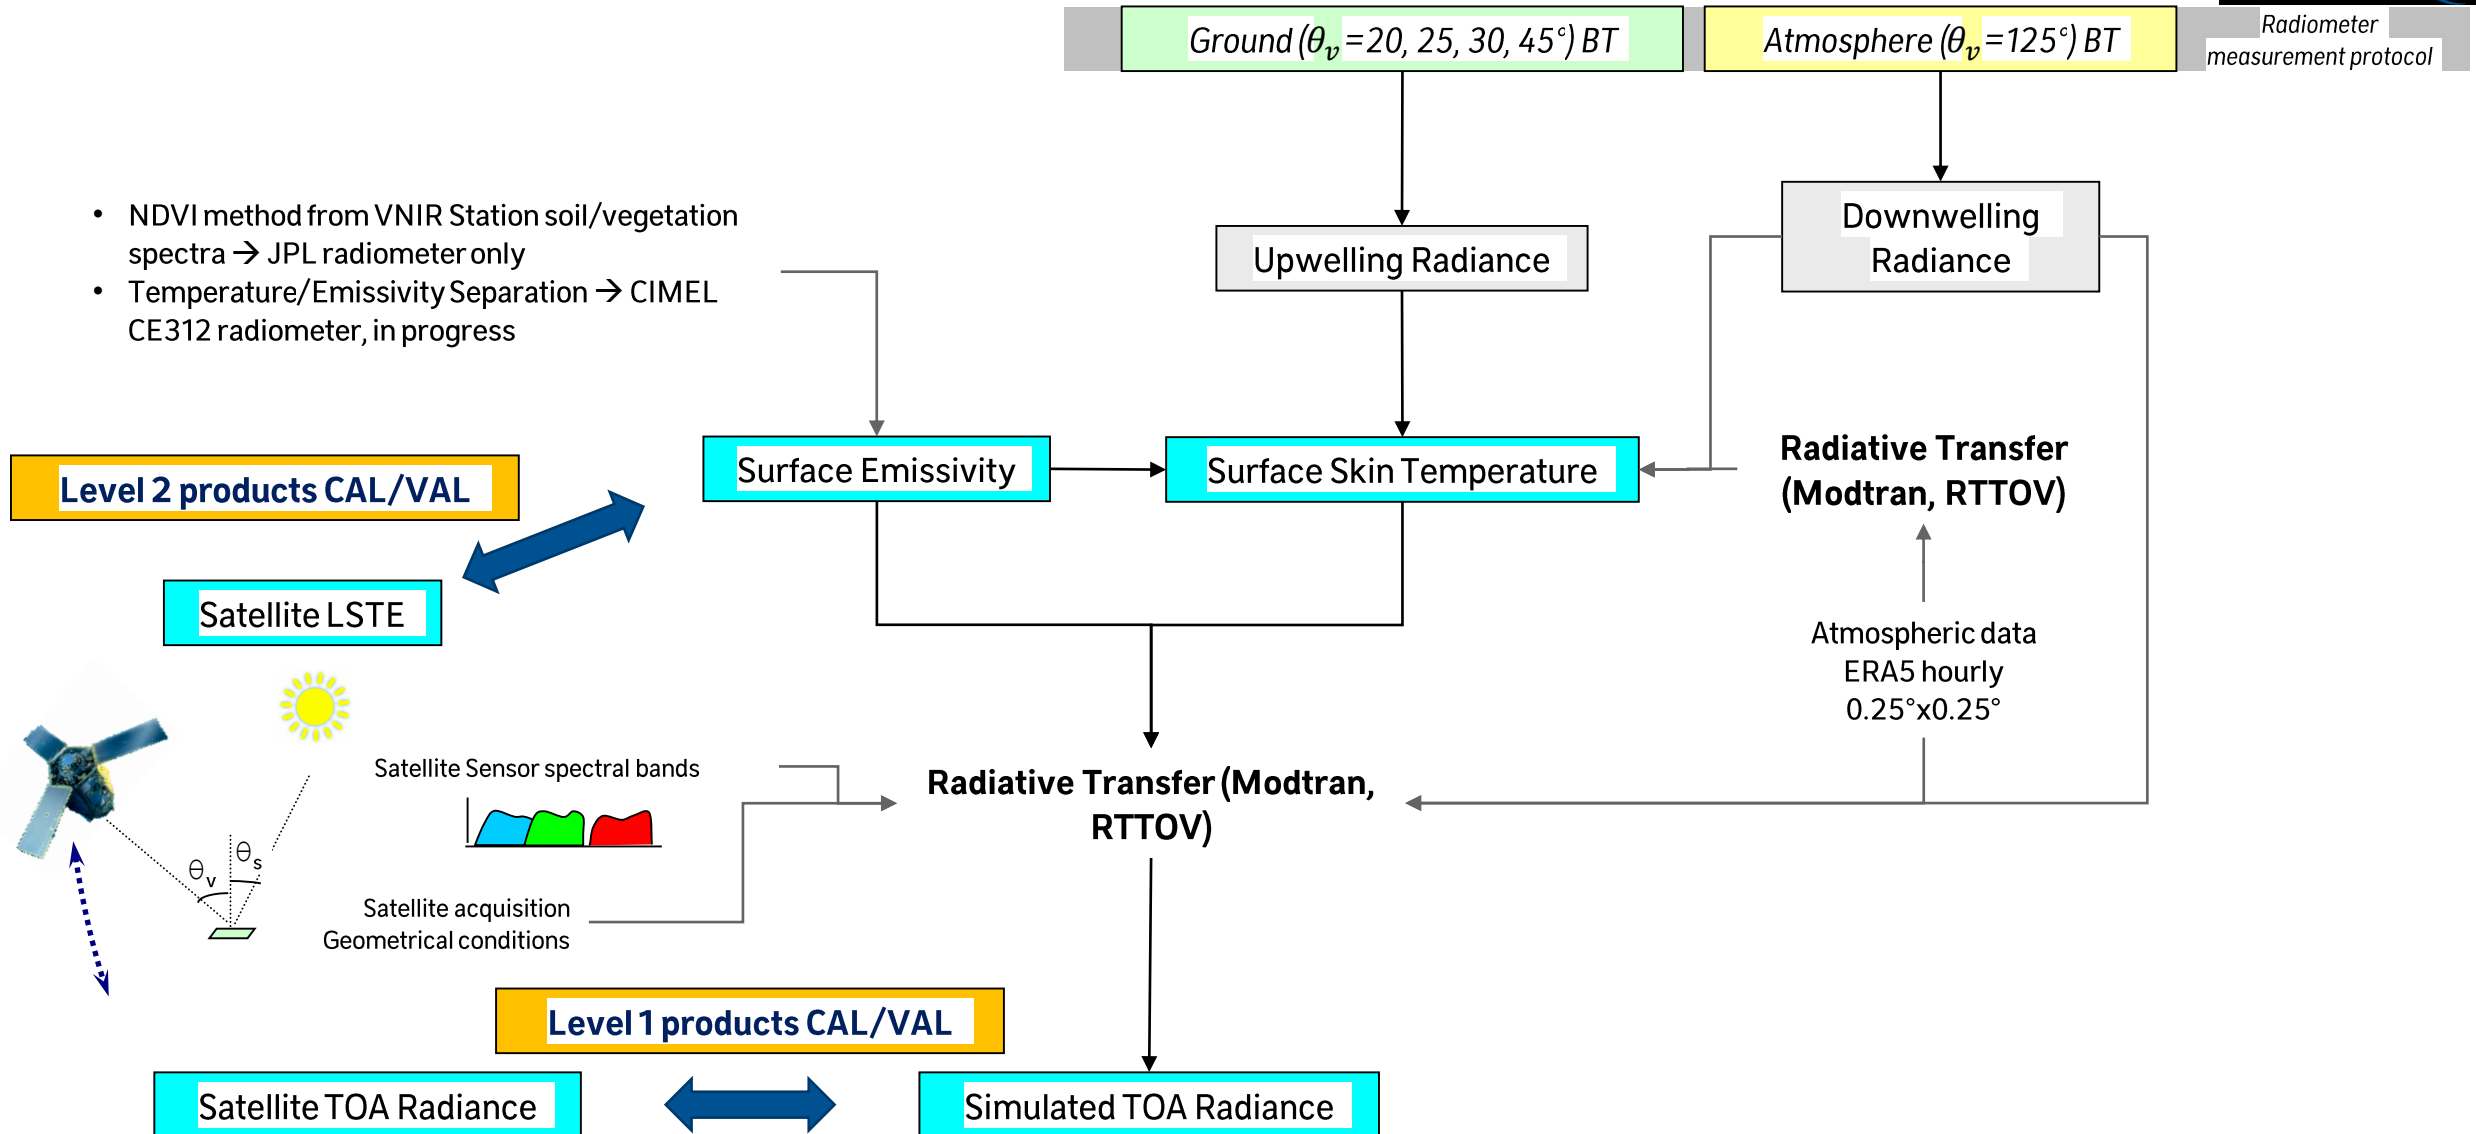 Ground (θv =20, 25, 30, 45°) BT
Atmosphere (θv =125°) BT
Radiometer
measurement protocol
• NDVI method from VNIR Station soil/vegetation
spectra → JPL radiometer only
• Temperature/Emissivity Separation → CIMEL
CE312 radiometer, in progress
Upwelling Radiance
Downwelling
Radiance
Level 2 products CAL/VAL
Surface Emissivity
Surface Skin Temperature
Radiative Transfer
(Modtran, RTTOV)
Satellite LSTE
Atmospheric data
ERA5 hourly
0.25°x0.25°
Satellite Sensor spectral bands
Radiative Transfer (Modtran,
RTTOV)
θv
θs
Satellite acquisition
Geometrical conditions
Level 1 products CAL/VAL
Satellite TOA Radiance
Simulated TOA Radiance